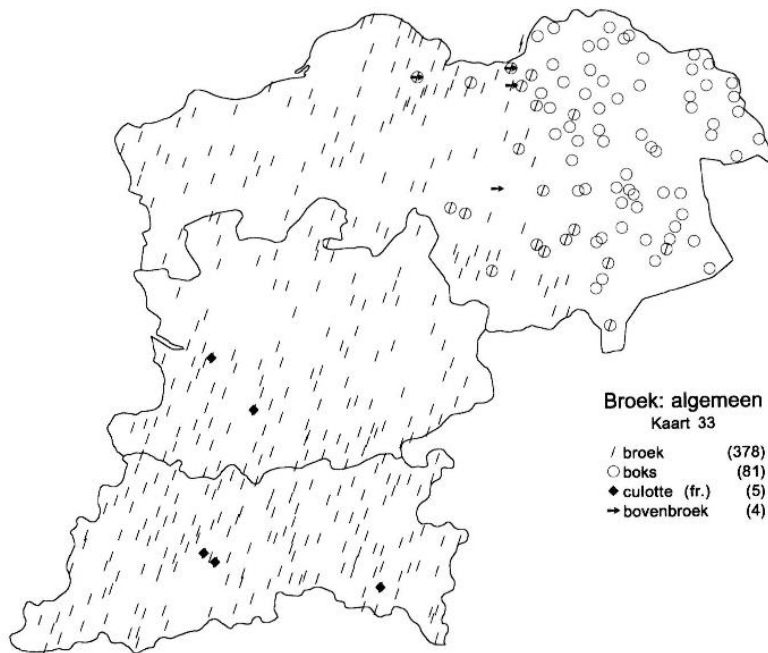 Broek: algemeen
Kaart 33
broek (378)
boks (81)
culotte (fr.) (5)
bovenbroek (4)